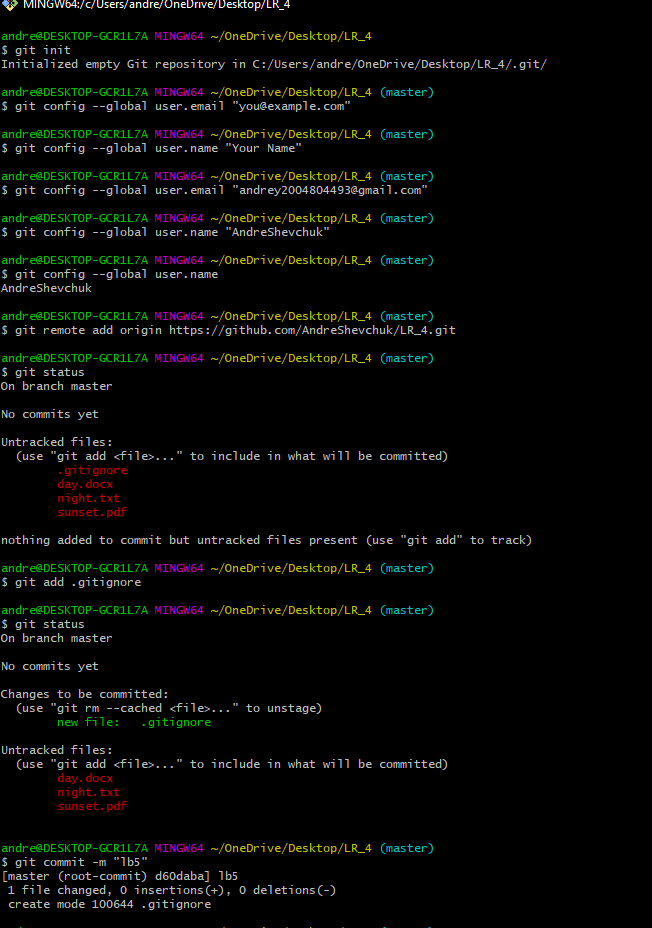 MINGW64:/c/Users/andre/OneDrive/Desktop/LR_4
andre@DESKTOP-GCR1L7A MINGW64 ~/OneDrive/Desktop/LR_4
$ git init
Initialized empty Git repository in C:/Users/andre/OneDrive/Desktop/LR_4/.git/
andre@DESKTOP-GCR1L7A MINGW64 ~/OneDrive/Desktop/LR_4 (master)
$ git config --global user.email "you@example.com"
andre@DESKTOP-GCR1L7A MINGW64 ~/OneDrive/Desktop/LR_4 (master)
$ git config --global user.name "Your Name"
andre@DESKTOP-GCR1L7A MINGW64 ~/OneDrive/Desktop/LR_4 (master)
$ git config --global user.email "andrey2004804493@gmail.com"
andre@DESKTOP-GCR1L7A MINGW64 ~/OneDrive/Desktop/LR_4 (master)
$ git config --global user.name "AndreShevchuk"
andre@DESKTOP-GCR1L7A MINGW64 ~/OneDrive/Desktop/LR_4 (master)
$ git config --global user.name
AndreShevchuk
andre@DESKTOP-GCR1L7A MINGW64 ~/OneDrive/Desktop/LR_4 (master)
$ git remote add origin https://github.com/AndreShevchuk/LR_4.git
andre@DESKTOP-GCR1L7A MINGW64 ~/OneDrive/Desktop/LR_4 (master)
$ git status
On branch master
No commits yet
Untracked files:
(use "git add <file>..." to include in what will be committed)
.gitignore
day.docx
night.txt
sunset.pdf
nothing added to commit but untracked files present (use "git add" to track)
andre@DESKTOP-GCR1L7A MINGW64 ~/OneDrive/Desktop/LR_4 (master)
$ git add .gitignore
andre@DESKTOP-GCR1L7A MINGW64 ~/OneDrive/Desktop/LR_4 (master)
$ git status
On branch master
No commits yet
Changes to be committed:
(use "git rm --cached <file>..." to unstage)
new file:   .gitignore
Untracked files:
(use "git add <file>..." to include in what will be committed)
day.docx
night.txt
sunset.pdf
andre@DESKTOP-GCR1L7A MINGW64 ~/OneDrive/Desktop/LR_4 (master)
$ git commit -m "lb5"
[master (root-commit) d60daba] lb5
1 file changed, 0 insertions(+), 0 deletions(-)
create mode 100644 .gitignore